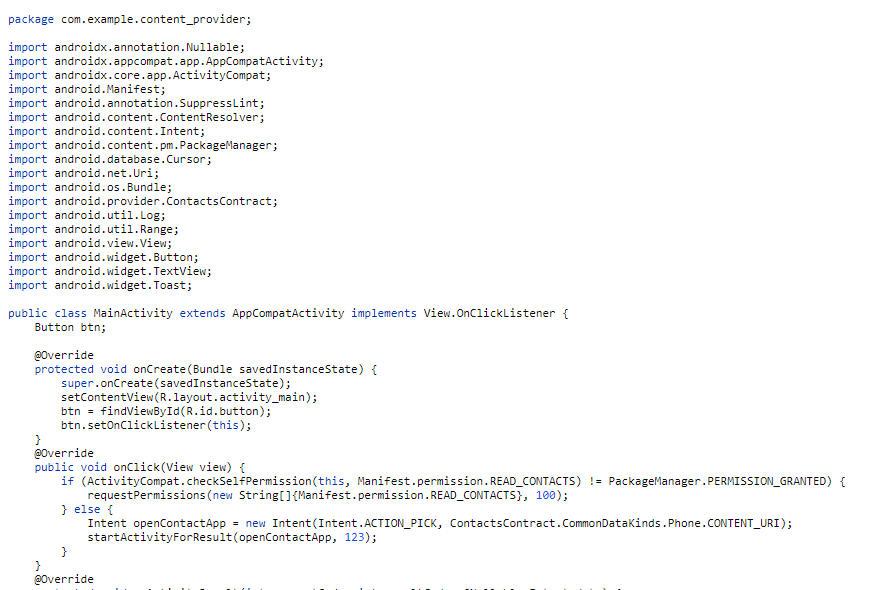 package com.example.content_provider;
import androidx.annotation.Nullable;
import androidx.appcompat.app.AppCompatActivity;
import androidx.core.app.ActivityCompat;
import android.Manifest;
import android.annotation.SuppressLint;
import android.content.ContentResolver;
import android.content.Intent;
import android.content.pm.PackageManager;
import android.database.Cursor;
import android.net.Uri;
import android.os.Bundle;
import android.provider.ContactsContract;
import android.util.Log;
import android.util.Range;
import android.view.View;
import android.widget.Button;
import android.widget.TextView;
import android.widget.Toast;
public class MainActivity extends AppCompatActivity implements View.OnClickListener {
    Button btn;
    @Override
    protected void onCreate(Bundle savedInstanceState) {
        super.onCreate(savedInstanceState);
        setContentView(R.layout.activity_main);
        btn = findViewById(R.id.button);
        btn.setOnClickListener(this);
    }
    @Override
    public void onClick(View view) {
        if (ActivityCompat.checkSelfPermission(this, Manifest.permission.READ_CONTACTS) != PackageManager.PERMISSION_GRANTED) {
            requestPermissions(new String[]{Manifest.permission.READ_CONTACTS}, 100);
        } else {
            Intent openContactApp = new Intent(Intent.ACTION_PICK, ContactsContract.CommonDataKinds.Phone.CONTENT_URI);
            startActivityForResult(openContactApp, 123);
        }
    }
    @Override